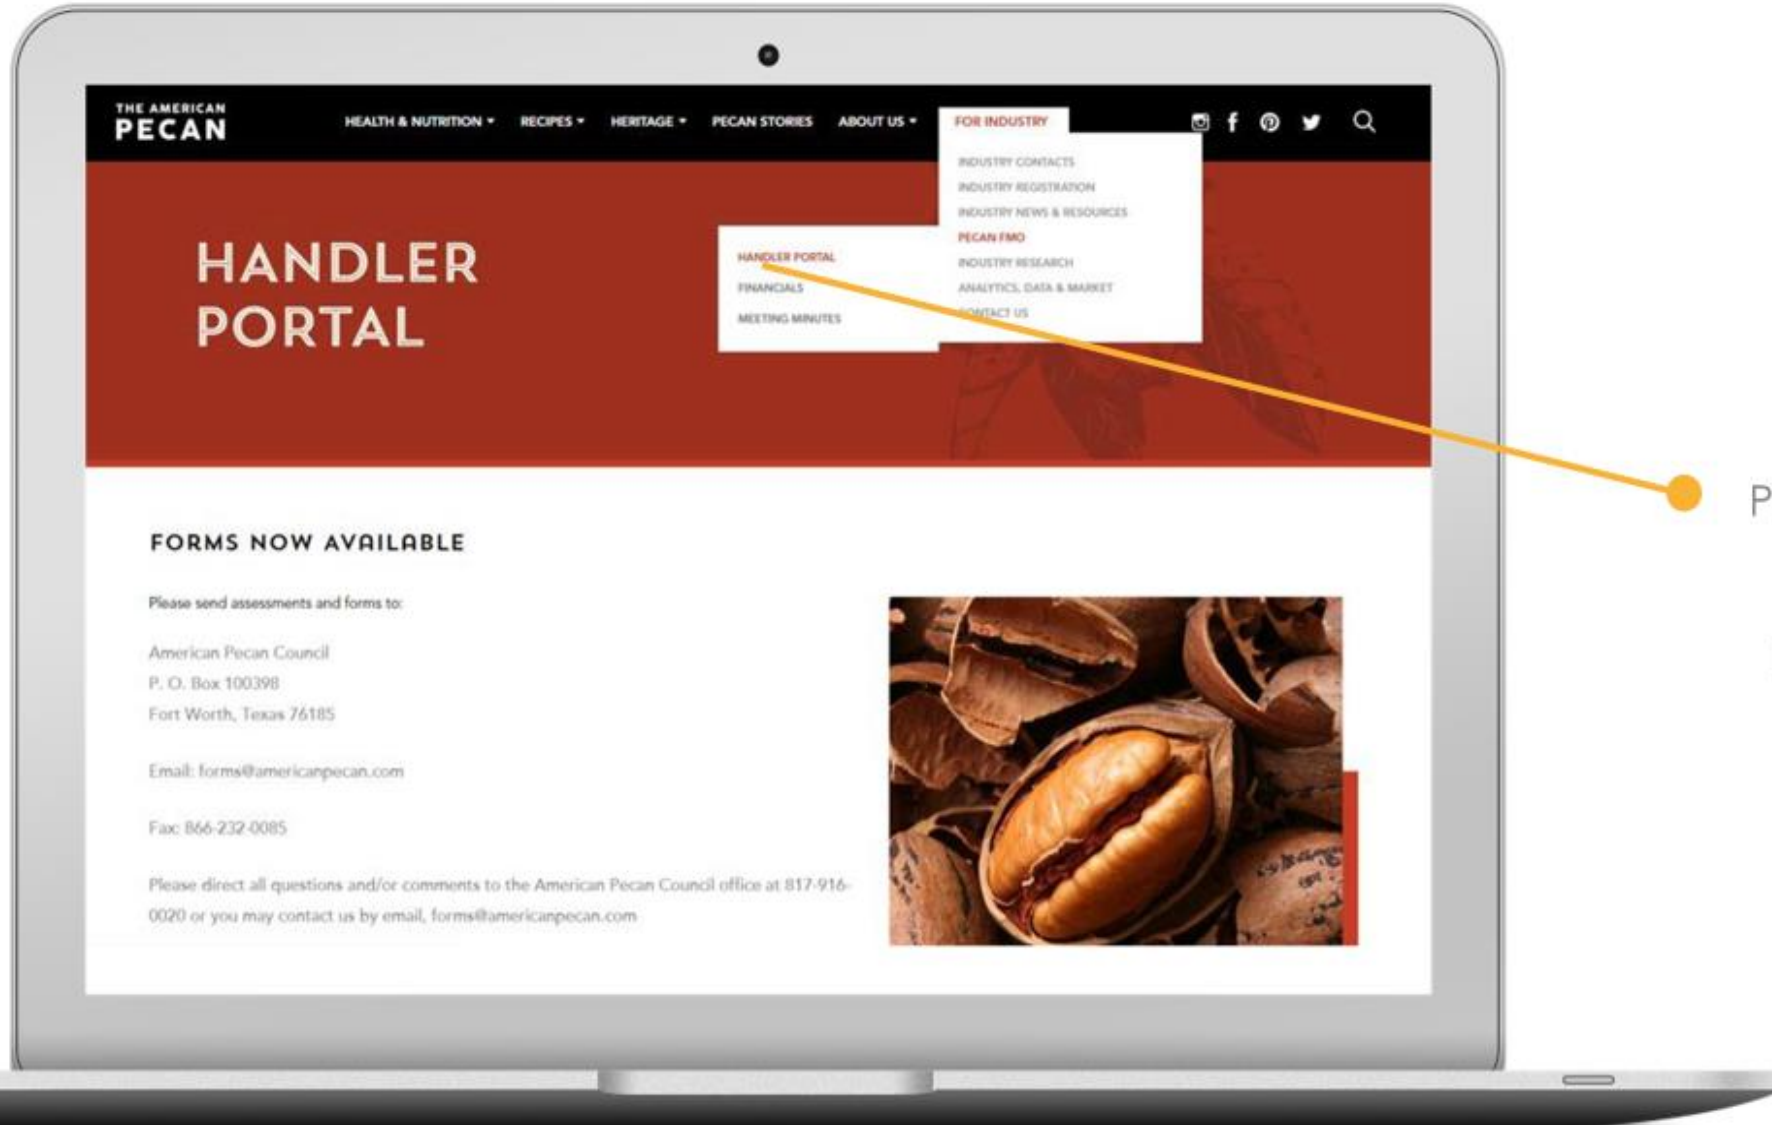 THE AMERICAN
PECAN
HEALTH & NUTRITION
RECIPES
HERITAGE
PECAN STORIES
ABOUT US
FOR INDUSTRY
INDUSTRY CONTACTS
INDUSTRY REGISTRATION
INDUSTRY NEWS & RESOURCES
PECAN FMO
INDUSTRY RESEARCH
ANALYTICS, DATA & MARKET
CONTACT US
HANDLER PORTAL
FINANCIALS
MEETING MINUTES
HANDLER
PORTAL
FORMS NOW AVAILABLE
Please send assessments and forms to:
American Pecan Council
P. O. Box 100398
Fort Worth, Texas 76185
Email: forms@americanpecan.com
Fax: 866-232-0085
Please direct all questions and/or comments to the American Pecan Council office at 817-916-
0020 or you may contact us by email, forms@americanpecan.com
P